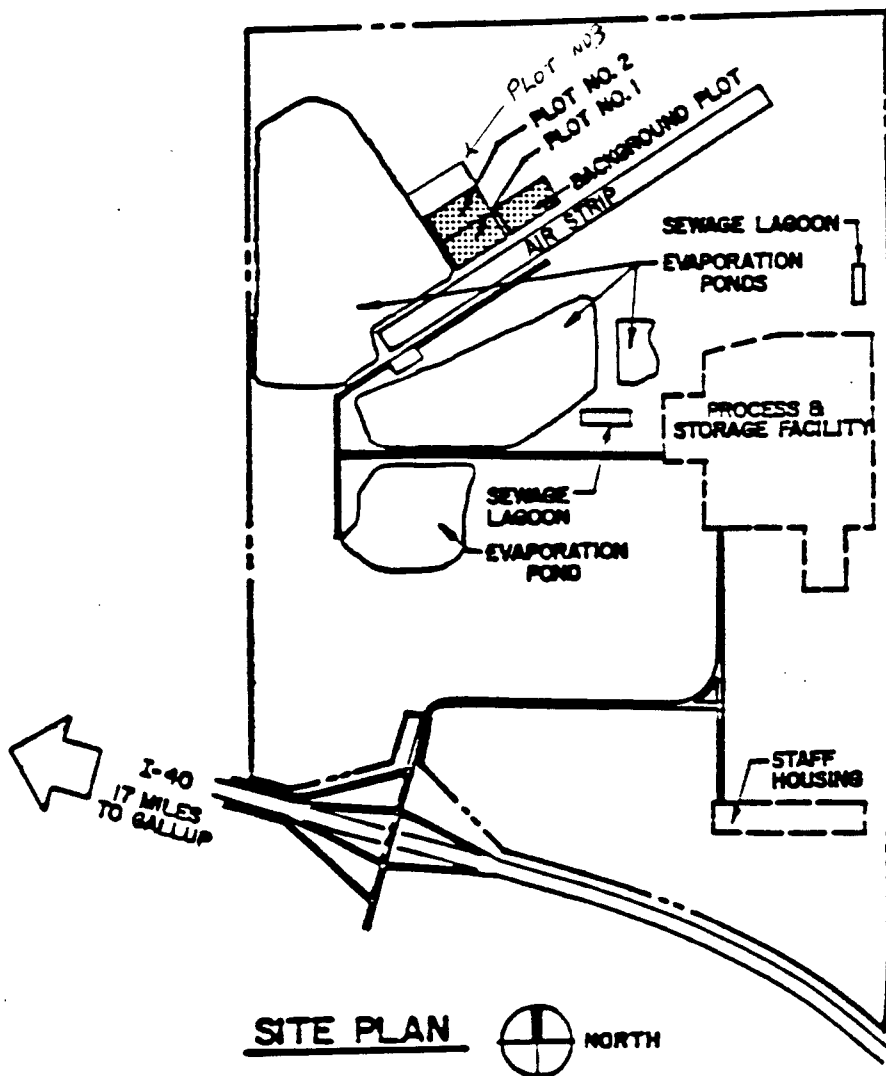 PLOT NO3
PLOT NO. 2
PLOT NO. 1
BACKGROUND PLOT
AIR STRIP
SEWAGE LAGOON
EVAPORATION
PONDS
PROCESS &
STORAGE FACILITY
SEWAGE
LAGOON
EVAPORATION
POND
I-40
17 MILES
TO GALLUP
STAFF
HOUSING
SITE PLAN
NORTH